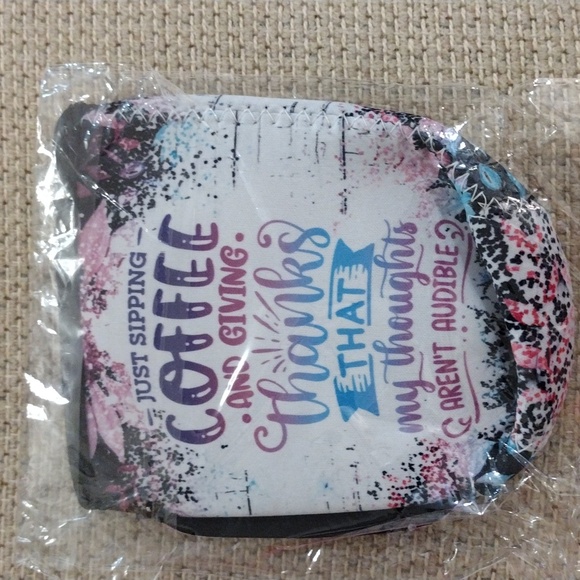 JUST SIPPING
COFFEE
AND GIVING
thanks
THAT
my thoughts
AREN'T AUDIBLE